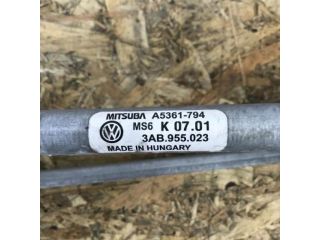 MITSUBA A5361-794
MS6 K 07.01
3AB.955.023
MADE IN HUNGARY